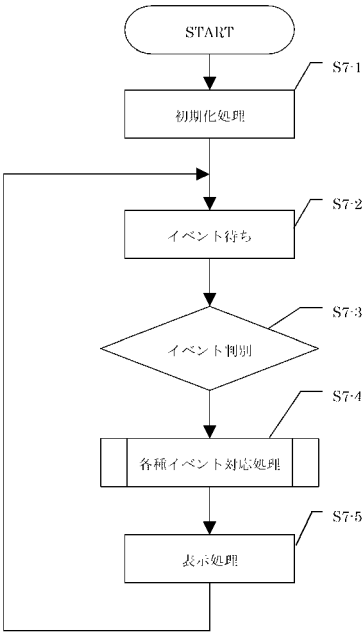 START
S7-1
初期化処理
S7-2
イベント待ち
S7-3
イベント判別
S7-4
各種イベント対応処理
S7-5
表示処理